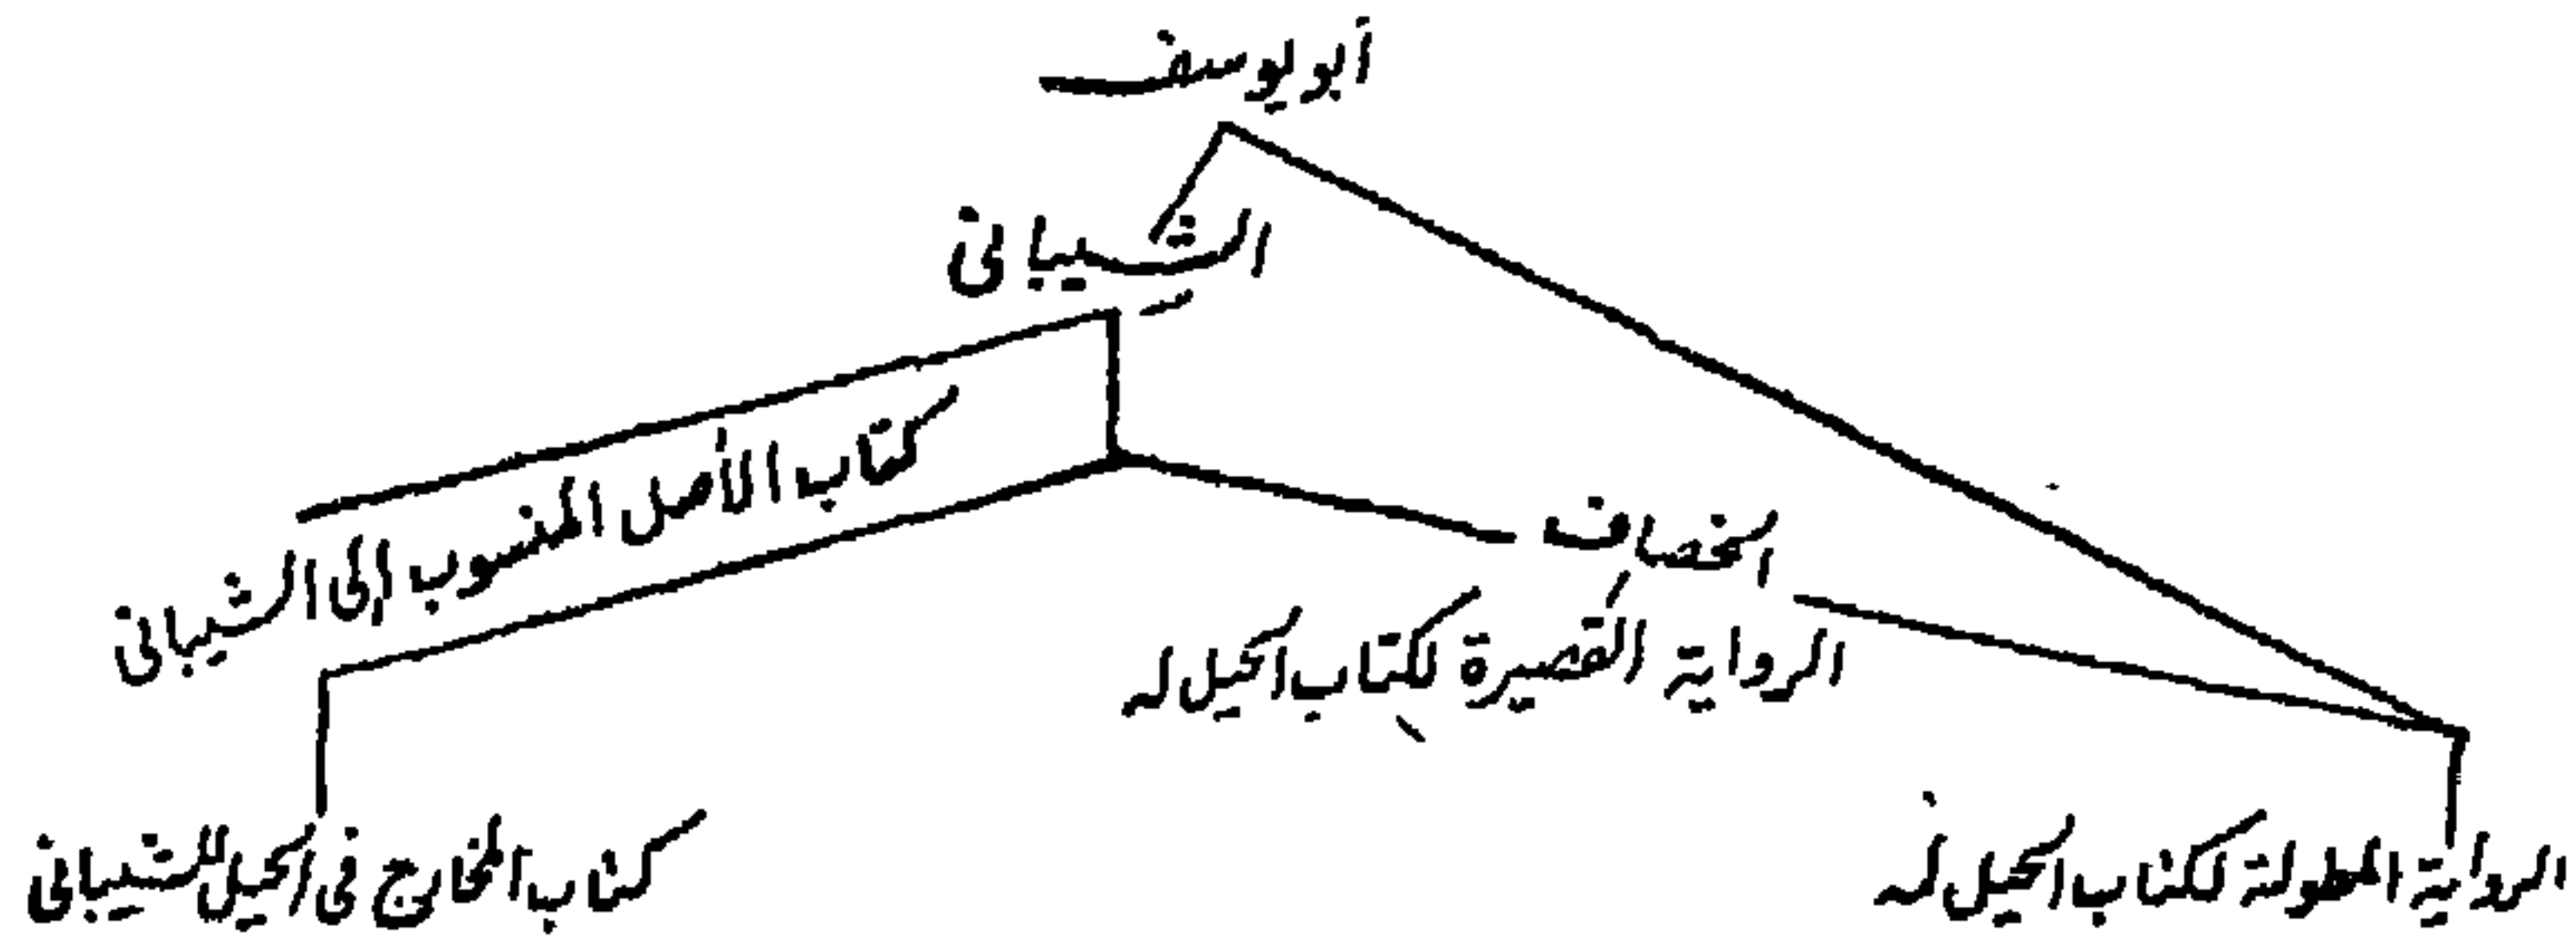 أبو يوسف
الشيباني
كتاب الأصل المنسوب إلى الشيباني
الخصاف
الرواية القصيرة لكتاب الحيل له
كتاب المخارج في الحيل للشيباني
الرواية المطولة لكتاب الحيل له